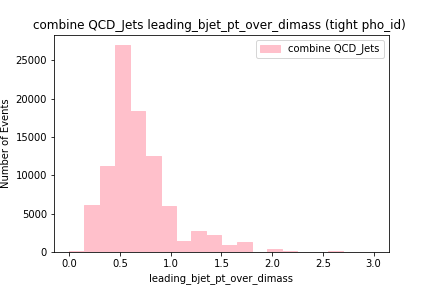 combine QCD_Jets leading_bjet_pt_over_dimass (tight pho_id)
combine QCD_Jets
Number of Events
25000
20000
15000
10000
5000
0
0.0 0.5 1.0 1.5 2.0 2.5 3.0
leading_bjet_pt_over_dimass